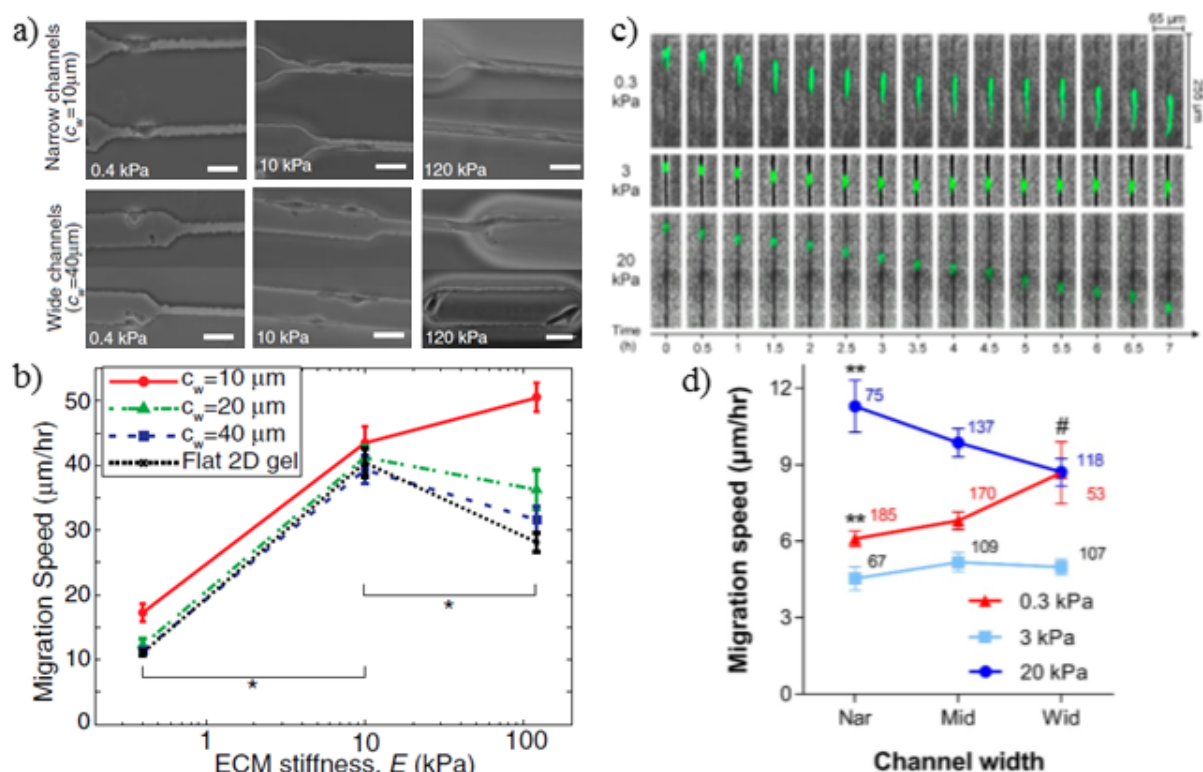 a)
Narrow channels
(cw=10μm)
0.4 kPa
10 kPa
120 kPa
Wide channels
(cw=40μm)
0.4 kPa
10 kPa
120 kPa
b)
cw=10 μm
cw=20 μm
cw=40 μm
Flat 2D gel
Migration Speed (μm/hr)
50
40
30
20
10
0
*
*
1
10
100
ECM stiffness, E (kPa)
c)
65 μm
255 μm
0.3
kPa
3
kPa
20
kPa
Time
(h)
0 0.5 1 1.5 2 2.5 3 3.5 4 4.5 5 5.5 6 6.5 7
d)
Migration speed (μm/hr)
12
9
6
3
0
**
75
137
#
118
170
53
**
185
67
109
107
0.3 kPa
3 kPa
20 kPa
Nar Mid Wid
Channel width